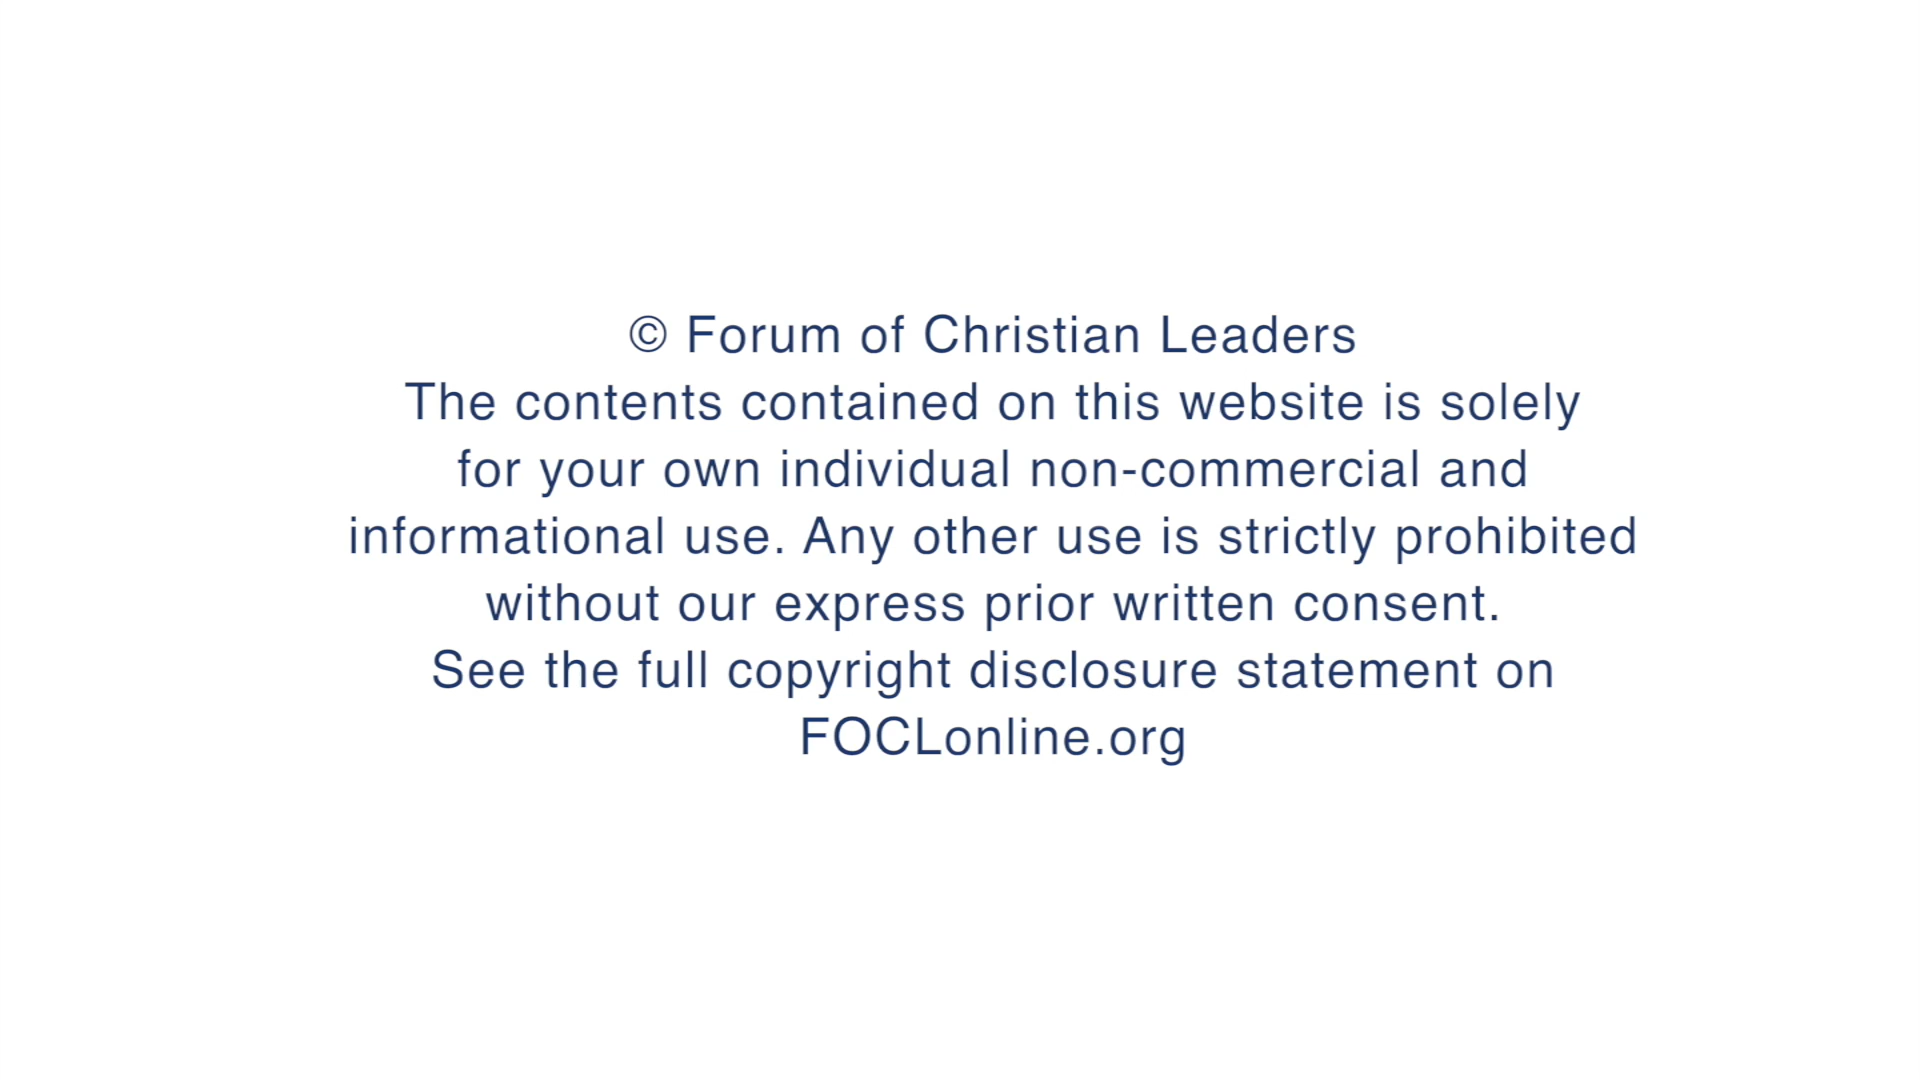 © Forum of Christian Leaders
The contents contained on this website is solely
for your own individual non-commercial and
informational use. Any other use is strictly prohibited
without our express prior written consent.
See the full copyright disclosure statement on
FOCLonline.org